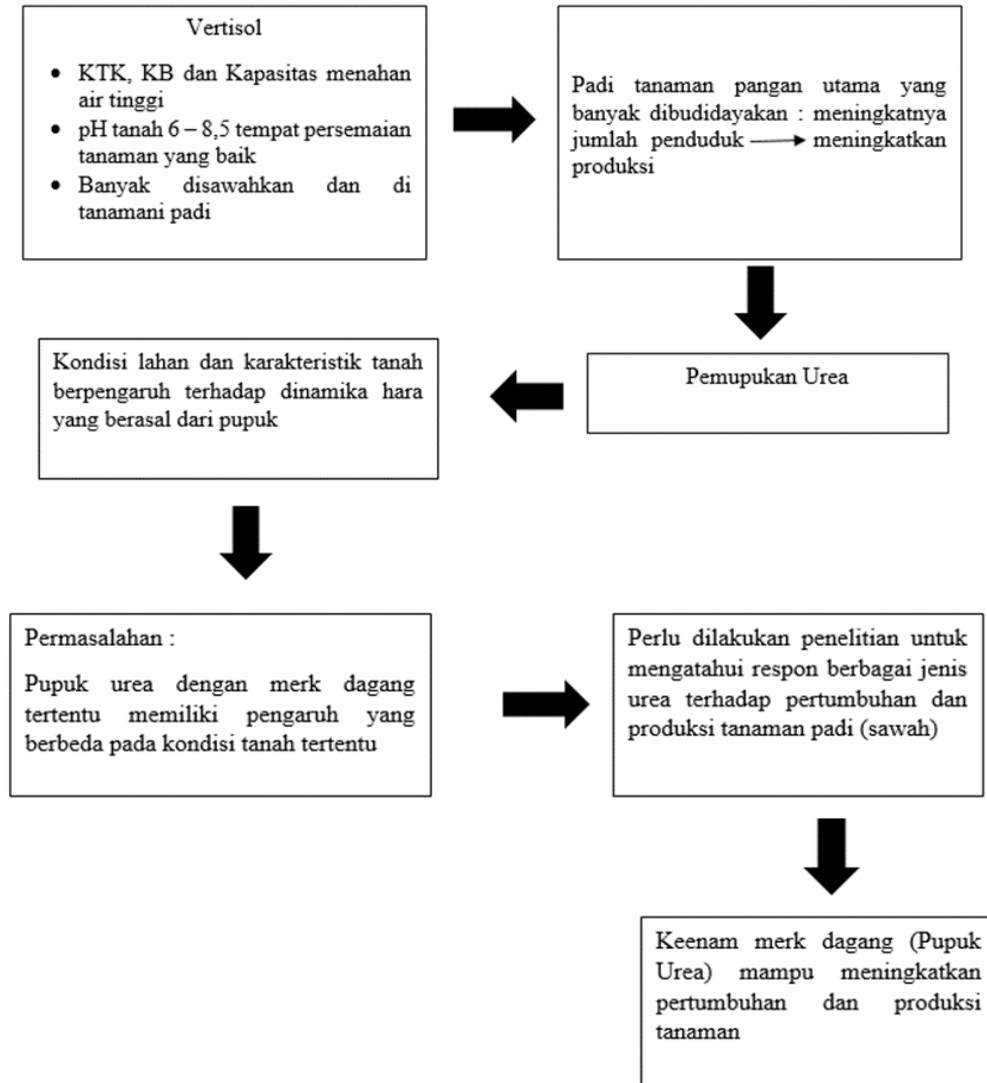 Vertisol
• KTK, KB dan Kapasitas menahan
air tinggi
• pH tanah 6 – 8,5 tempat persemaian
tanaman yang baik
• Banyak disawahkan dan di
tanamani padi
Padi tanaman pangan utama yang
banyak dibudidayakan : meningkatnya
jumlah penduduk → meningkatkan
produksi
Pemupukan Urea
Kondisi lahan dan karakteristik tanah
berpengaruh terhadap dinamika hara
yang berasal dari pupuk
Permasalahan :
Pupuk urea dengan merk dagang
tertentu memiliki pengaruh yang
berbeda pada kondisi tanah tertentu
Perlu dilakukan penelitian untuk
mengatahui respon berbagai jenis
urea terhadap pertumbuhan dan
produksi tanaman padi (sawah)
Keenam merk dagang (Pupuk
Urea) mampu meningkatkan
pertumbuhan dan produksi
tanaman